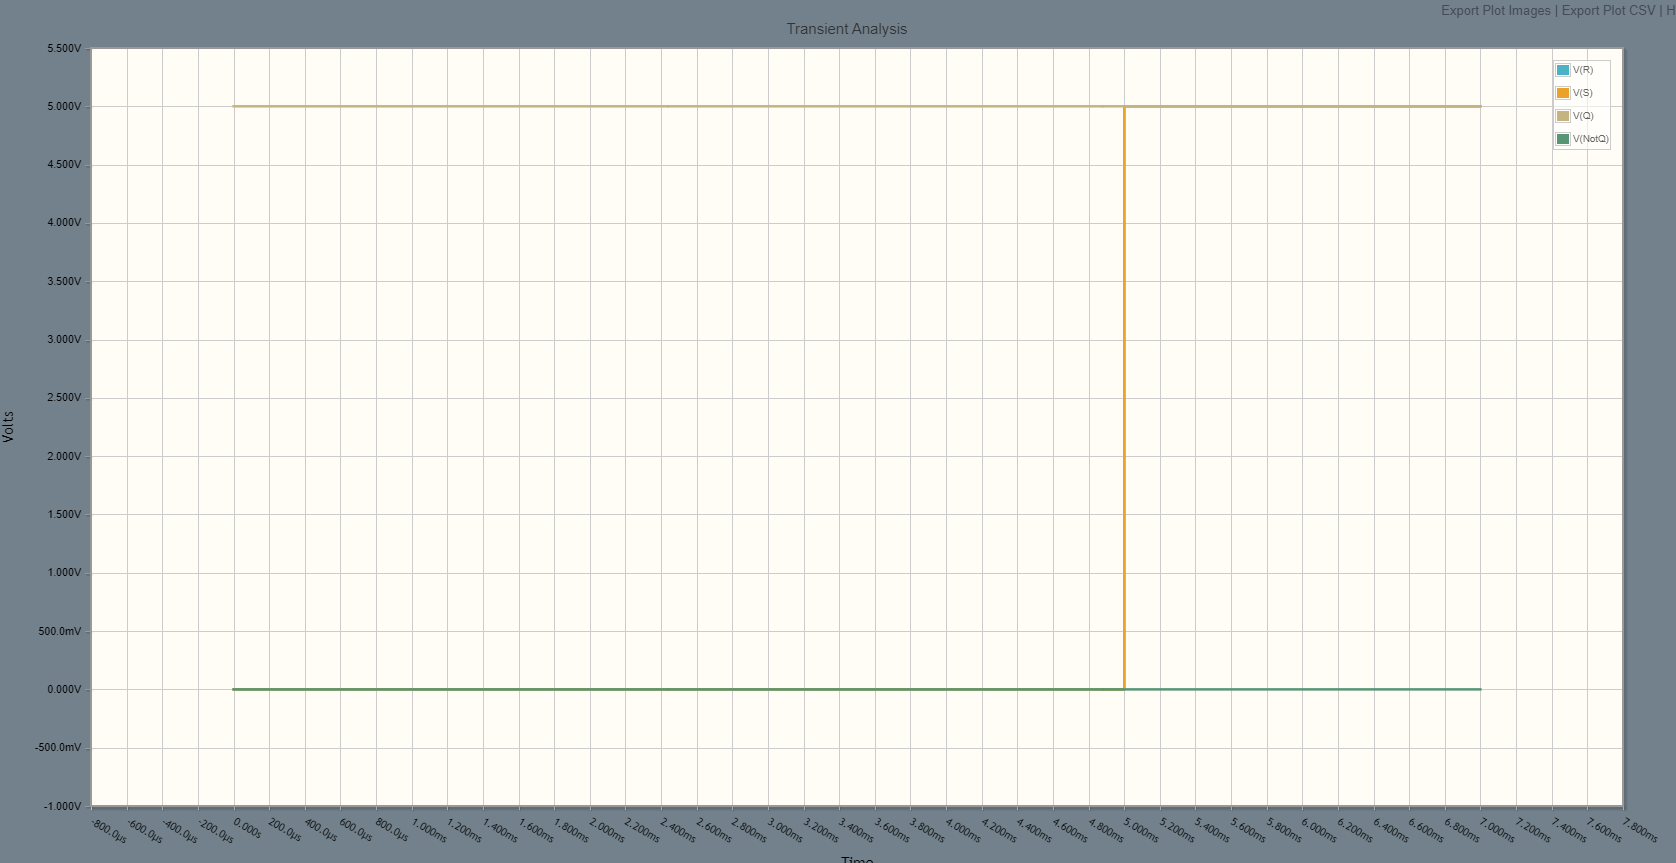 Export Plot Images | Export Plot CSV | H
Transient Analysis
5.500V
5.000V
4.500V
4.000V
3.500V
3.000V
2.500V
2.000V
1.500V
1.000V
500.0mV
0.000V
-500.0mV
-1.000V
Volts
V(R)
V(S)
V(Q)
V(NotQ)
-800.0µs
-600.0µs
-400.0µs
-200.0µs
0.000s
200.0µs
400.0µs
600.0µs
800.0µs
1.000ms
1.200ms
1.400ms
1.600ms
1.800ms
2.000ms
2.200ms
2.400ms
2.600ms
2.800ms
3.000ms
3.200ms
3.400ms
3.600ms
3.800ms
4.000ms
4.200ms
4.400ms
4.600ms
4.800ms
5.000ms
5.200ms
5.400ms
5.600ms
5.800ms
6.000ms
6.200ms
6.400ms
6.600ms
6.800ms
7.000ms
7.200ms
7.400ms
7.600ms
7.800ms
Time